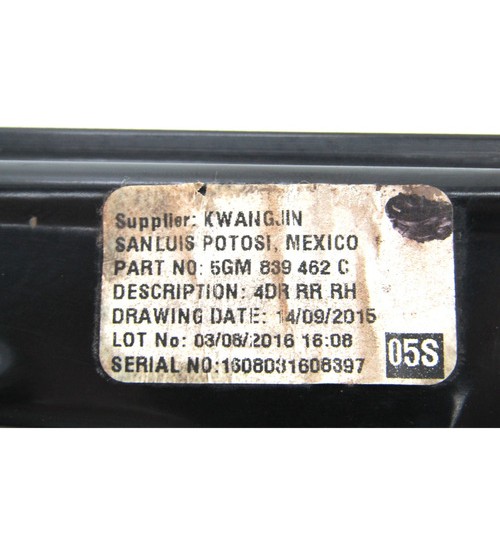 Supplier: KWANGJIN
SANLUIS POTOSI, MEXICO
PART NO: 5GM 839 462 C
DESCRIPTION: 4DR RR RH
DRAWING DATE: 14/09/2015
LOT No: 03/08/2016 16:08
SERIAL NO:1608031608397
05S